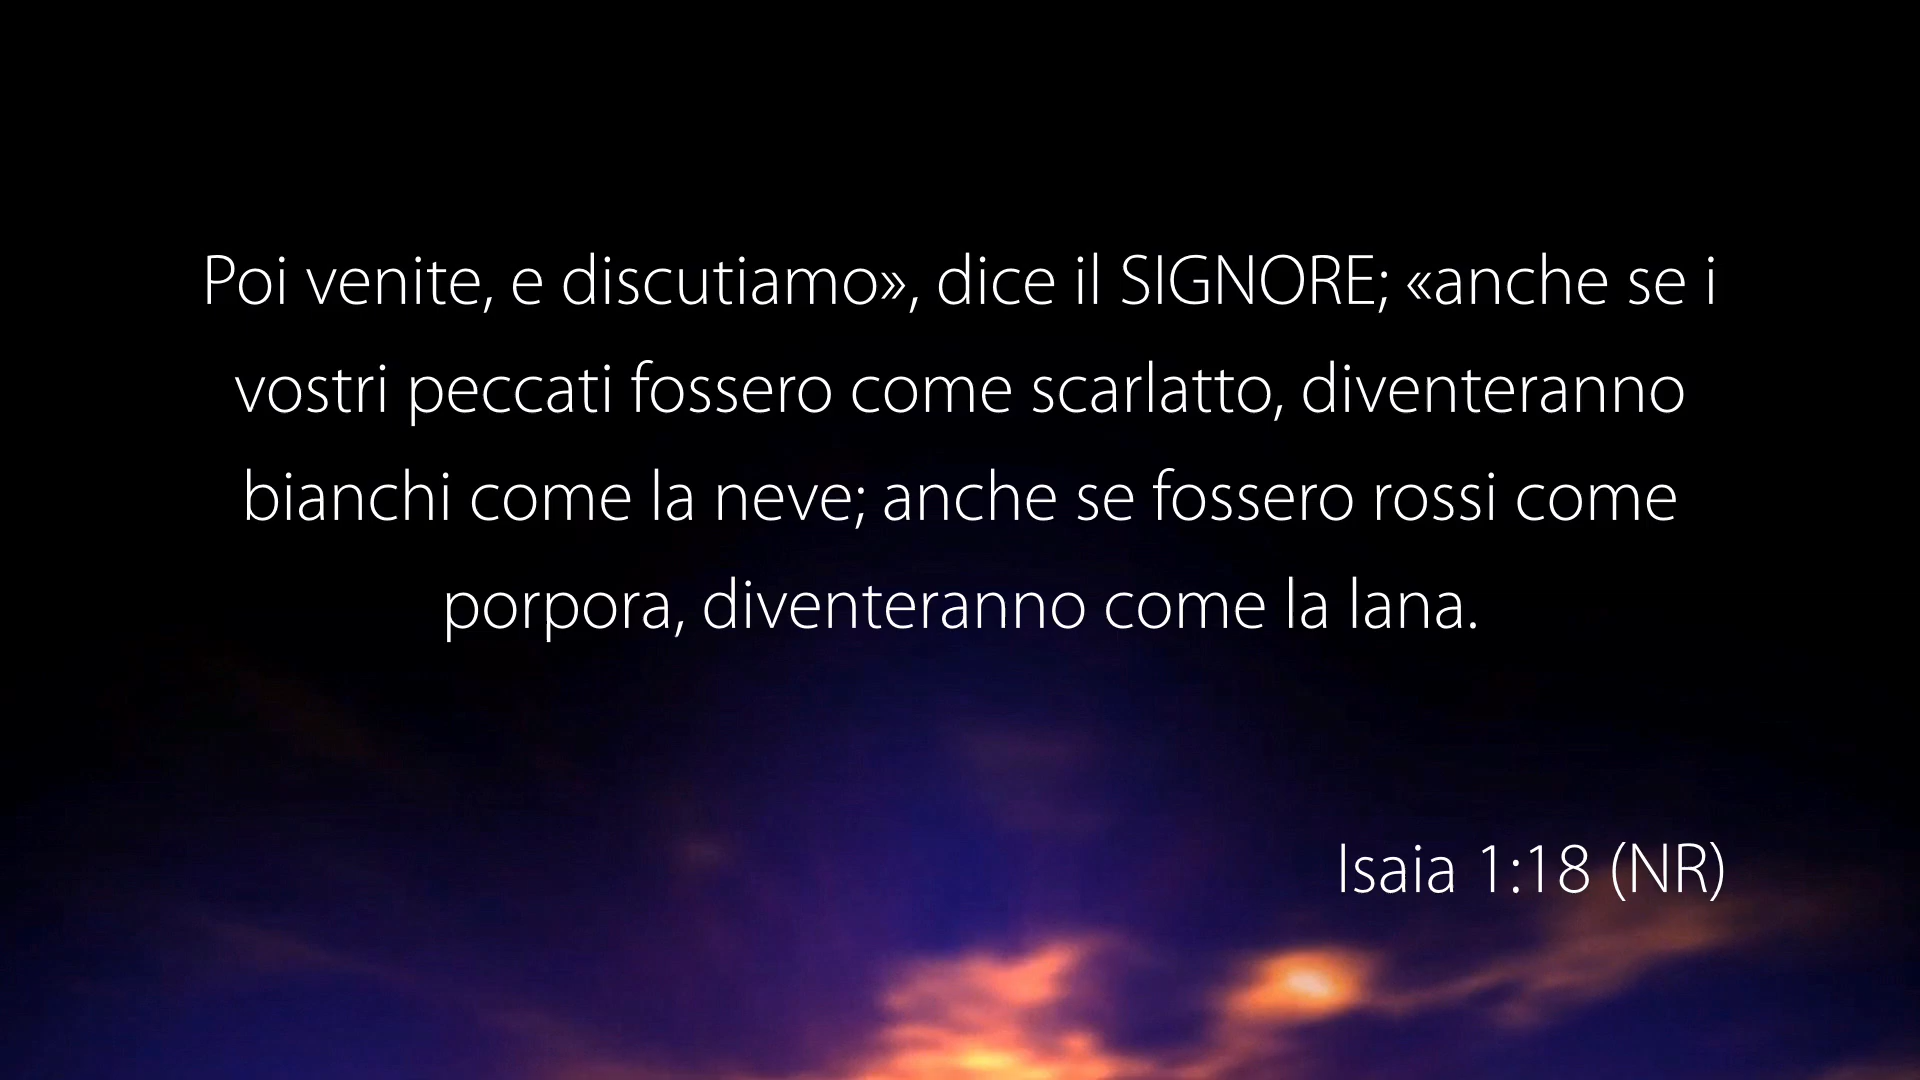 Poi venite, e discutiamo», dice il SIGNORE; «anche se i
vostri peccati fossero come scarlatto, diventeranno
bianchi come la neve; anche se fossero rossi come
porpora, diventeranno come la lana.
Isaia 1:18 (NR)